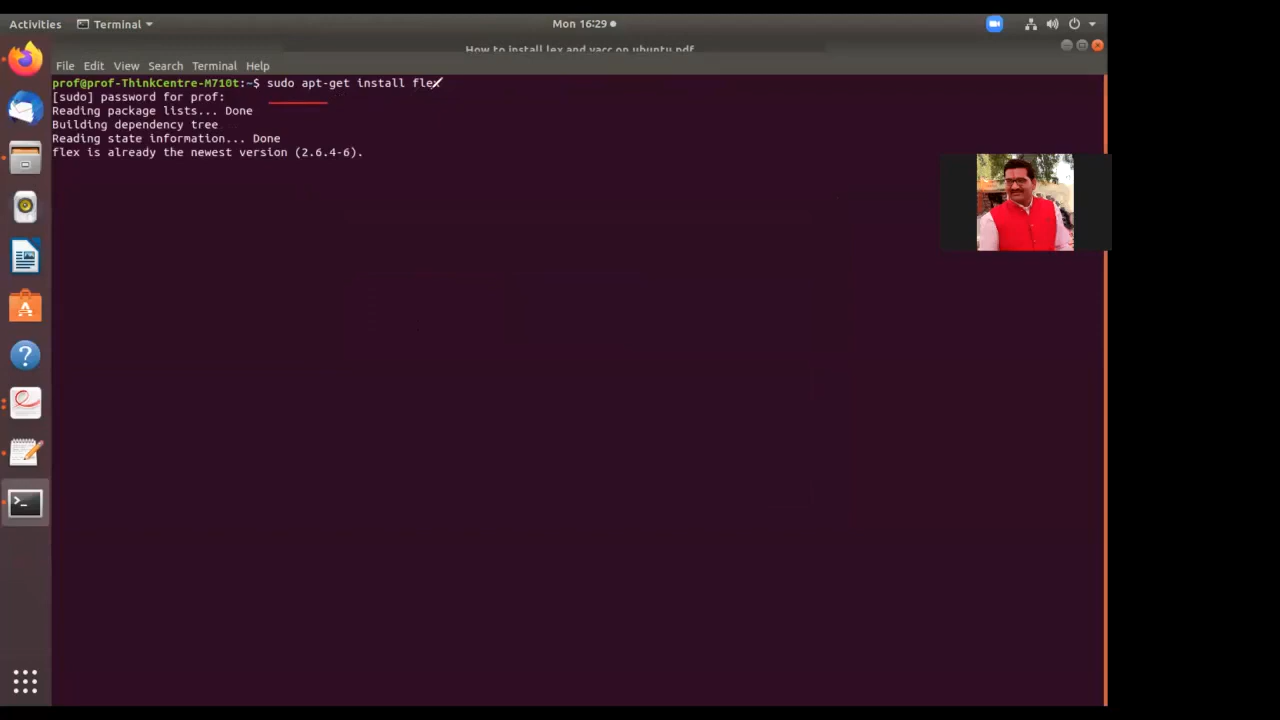 Activities Terminal Mon 16:29
How to install lex and yacc on ubuntu.pdf
File Edit View Search Terminal Help
prof@prof-ThinkCentre-M710t:~$ sudo apt-get install flex
[sudo] password for prof:
Reading package lists... Done
Building dependency tree
Reading state information... Done
flex is already the newest version (2.6.4-6).